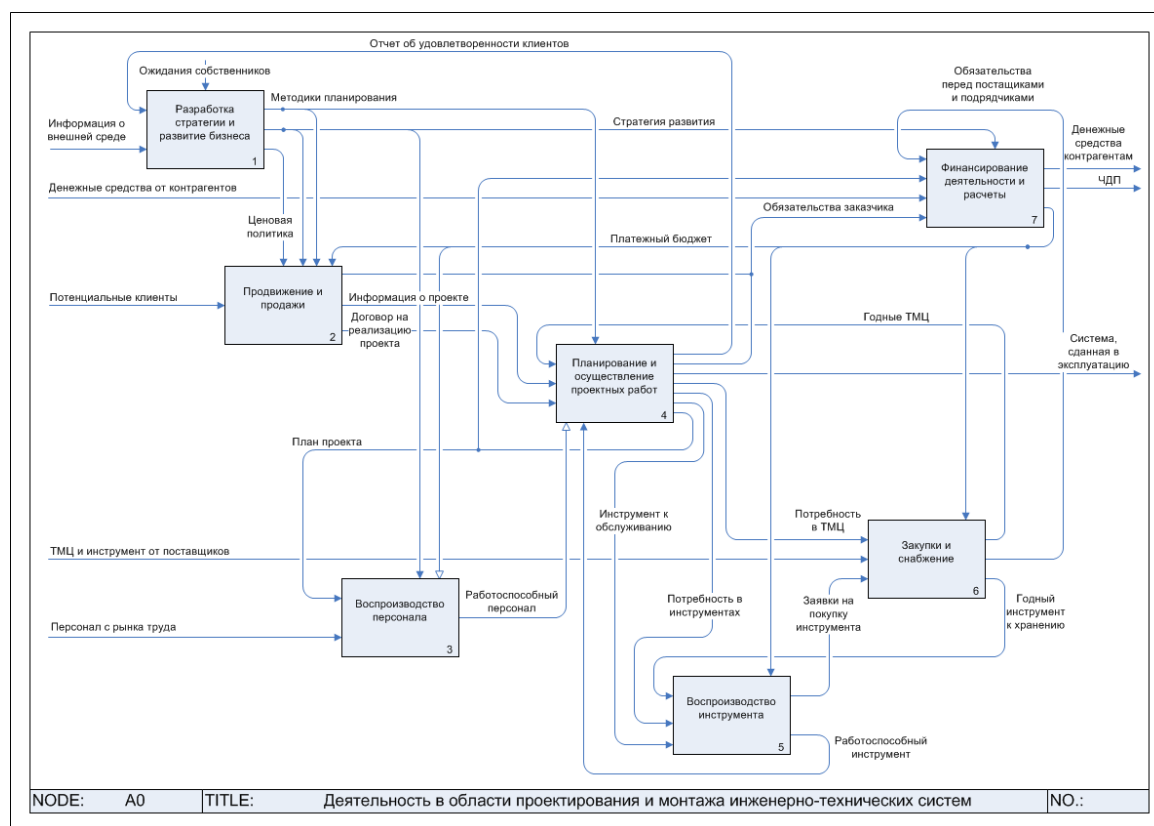 Отчет об удовлетворенности клиентов
Ожидания собственников
Разработка
стратегии и
развитие бизнеса
1
Методики планирования
Информация о
внешней среде
Стратегия развития
Обязательства
перед постащиками
и подрядчиками
Денежные
средства
контрагентам
Финансирование
деятельности и
расчеты
7
ЧДП
Денежные средства от контрагентов
Ценовая
политика
Обязательства заказчика
Платежный бюджет
Потенциальные клиенты
Продвижение и
продажи
2
Информация о проекте
Договор на
реализацию
проекта
Годные ТМЦ
Система,
сданная в
эксплуатацию
Планирование и
осуществление
проектных работ
4
План проекта
Инструмент к
обслуживанию
Потребность
в ТМЦ
ТМЦ и инструмент от поставщиков
Закупки и
снабжение
6
Воспроизводство
персонала
3
Работоспособный
персонал
Потребность в
инструментах
Заявки на
покупку
инструмента
Годный
инструмент
к хранению
Персонал с рынка труда
Воспроизводство
инструмента
5
Работоспособный
инструмент
NODE: A0 TITLE: Деятельность в области проектирования и монтажа инженерно-технических систем NO.: